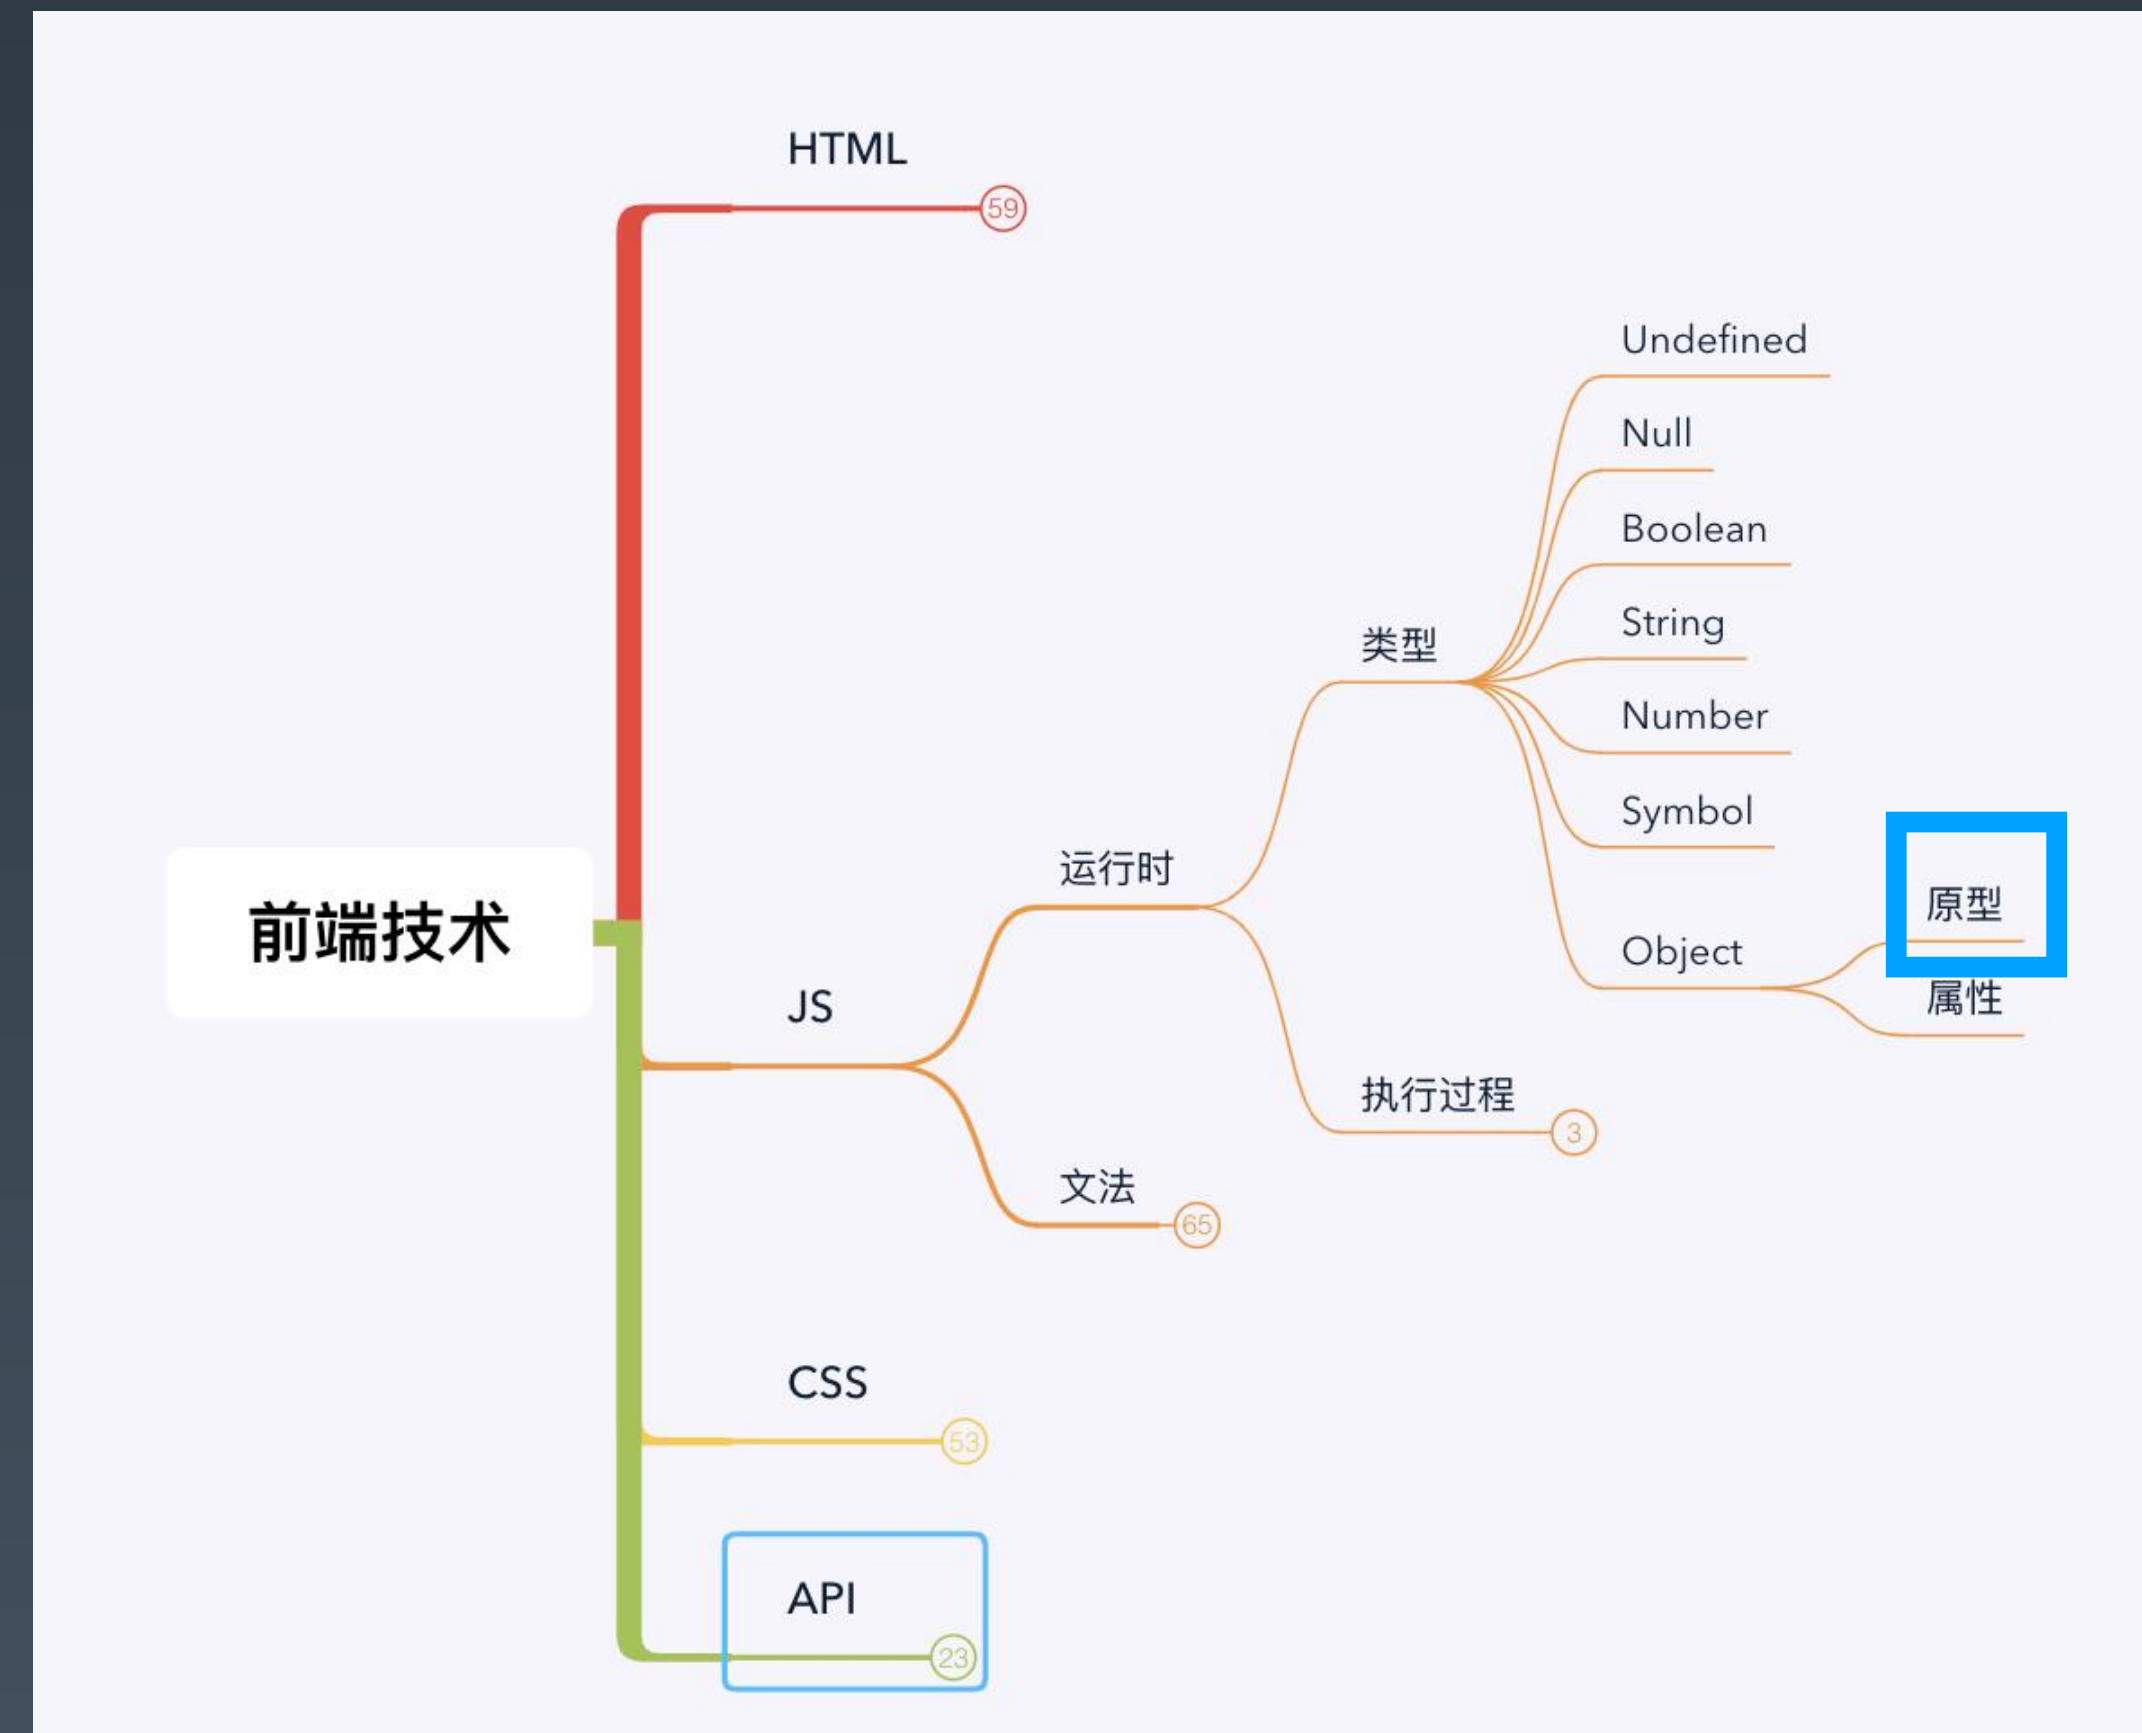 HTML
59
Undefined
Null
Boolean
String
类型
Number
Symbol
运行时
原型
前端技术
Object
属性
JS
执行过程
3
文法
65
CSS
53
API
23